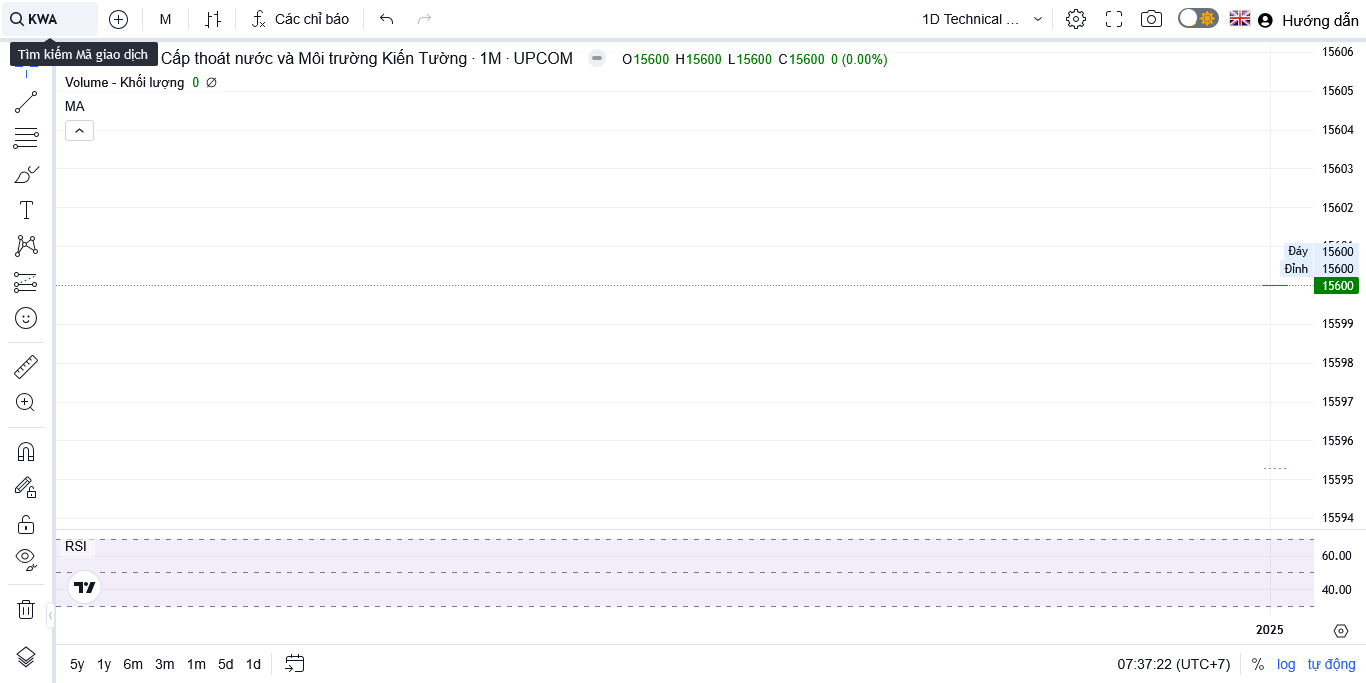 KWA
M
Các chỉ báo
1D Technical ...
Hướng dẫn
Tìm kiếm Mã giao dịch
Cấp thoát nước và Môi trường Kiến Tường · 1M · UPCOM
O15600 H15600 L15600 C15600 0 (0.00%)
Volume - Khối lượng 0 ∅
MA
15606
15605
15604
15603
15602
Đáy 15600
Đỉnh 15600
15600
15599
15598
15597
15596
15595
15594
RSI
60.00
40.00
2025
5y 1y 6m 3m 1m 5d 1d
07:37:22 (UTC+7) % log tự động